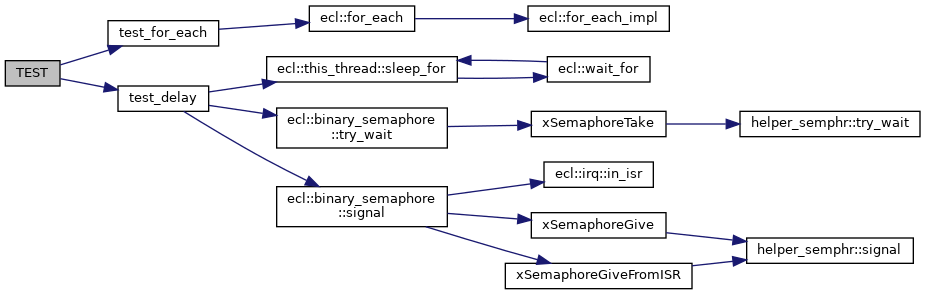 TEST
test_for_each
ecl::for_each
ecl::for_each_impl
test_delay
ecl::this_thread::sleep_for
ecl::wait_for
ecl::binary_semaphore
::try_wait
xSemaphoreTake
helper_semphr::try_wait
ecl::binary_semaphore
::signal
ecl::irq::in_isr
xSemaphoreGive
xSemaphoreGiveFromISR
helper_semphr::signal